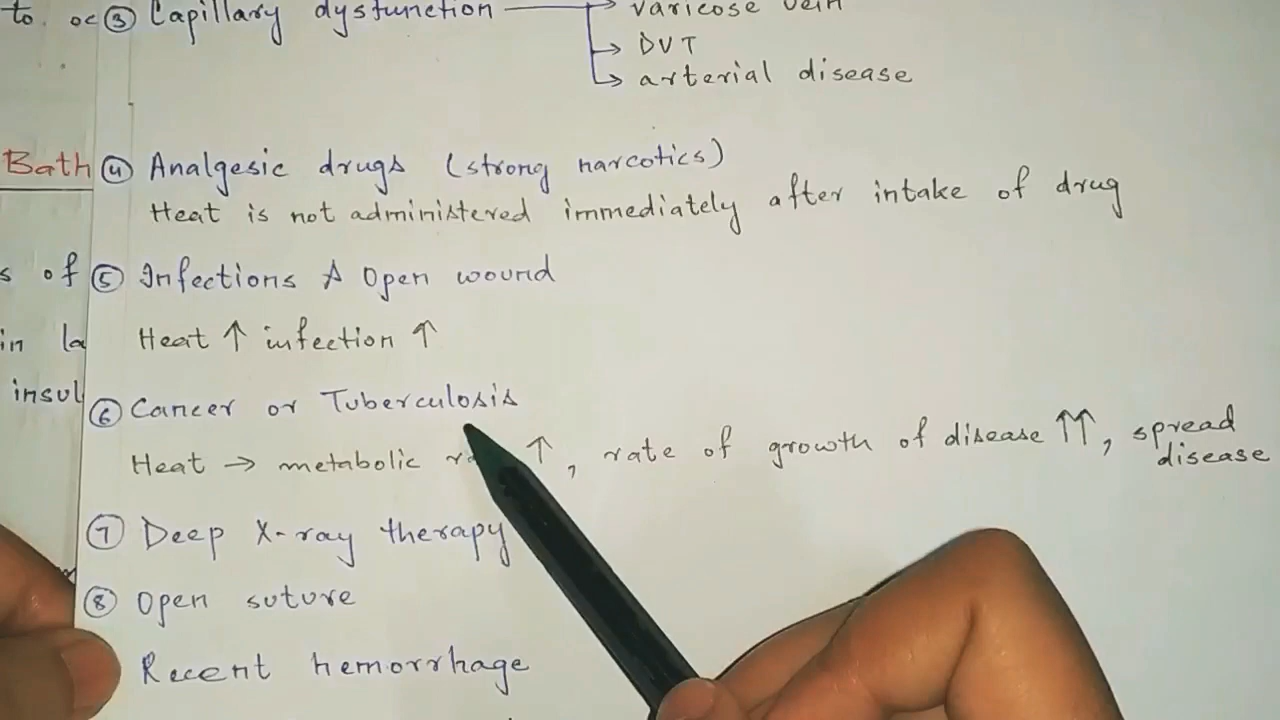 to oc ③ Capillary dysfunction → varicose vein
→ DVT
→ arterial disease
Bath ④ Analgesic drugs (strong narcotics)
Heat is not administered immediately after intake of drug
s of ⑤ Infections & Open wound
in la Heat ↑ infection ↑
insul
⑥ Cancer or Tuberculosis
Heat → metabolic ↑, rate of growth of disease ↑↑, spread
disease
⑦ Deep X-ray therapy
⑧ Open suture
Recent hemorrhage